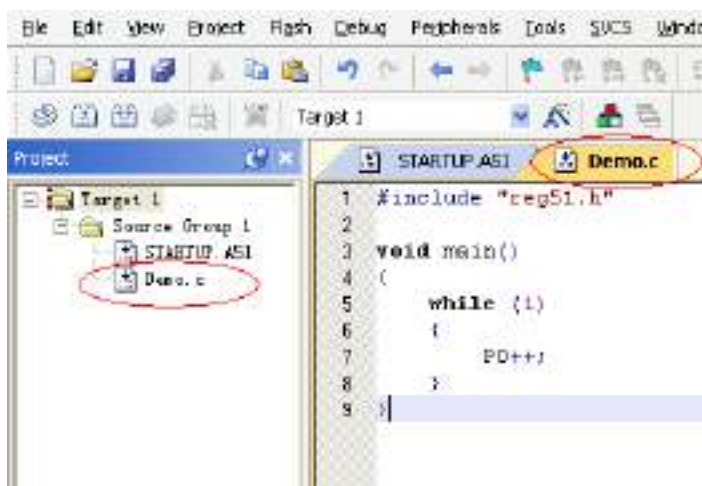 File Edit View Project Flash Debug Peripherals Tools SVCS
Target 1
Project
STARTUP.A51 Demo.c
Target 1
Source Group 1
STARTUP.A51
Demo.c
1 #include "reg51.h"
2
3 void main()
4 {
5 while (1)
6 {
7 P0++;
8 }
9 }